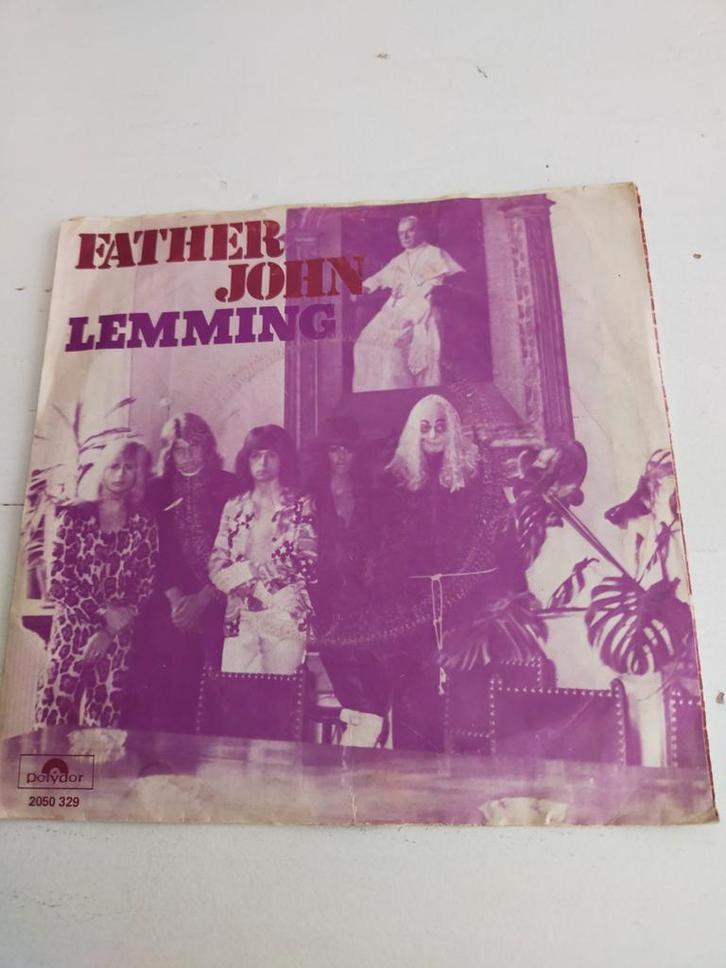 FATHER
JOHN
LEMMING
polydor
2050 329